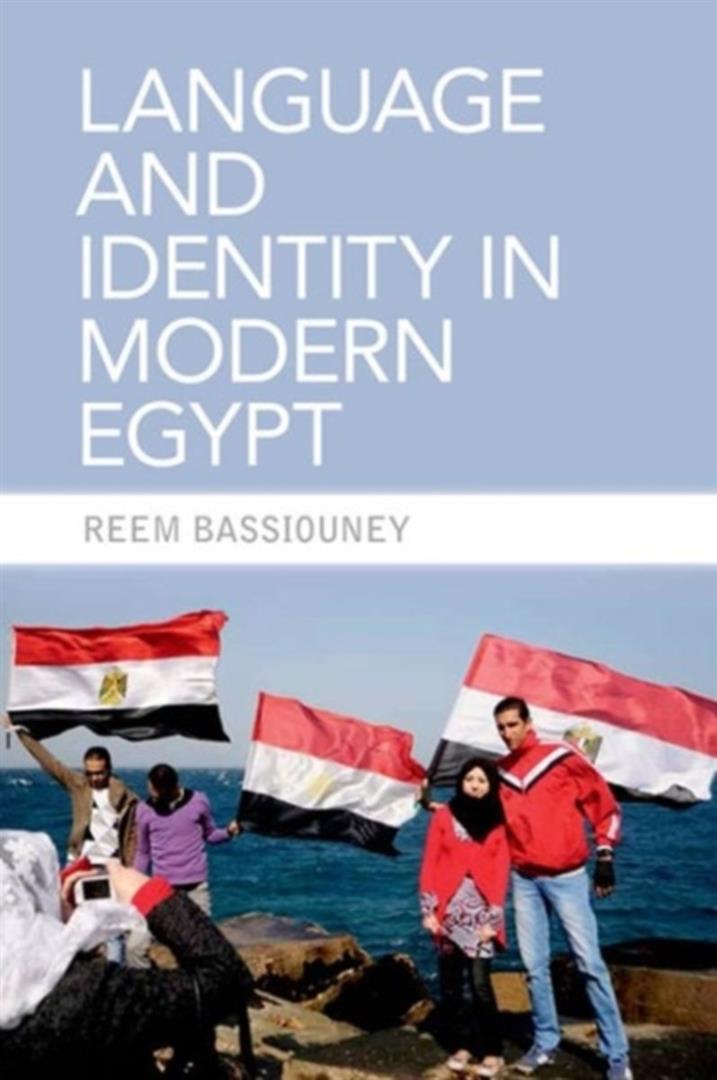 LANGUAGE
AND
IDENTITY IN
MODERN
EGYPT
REEM BASSIOUNEY